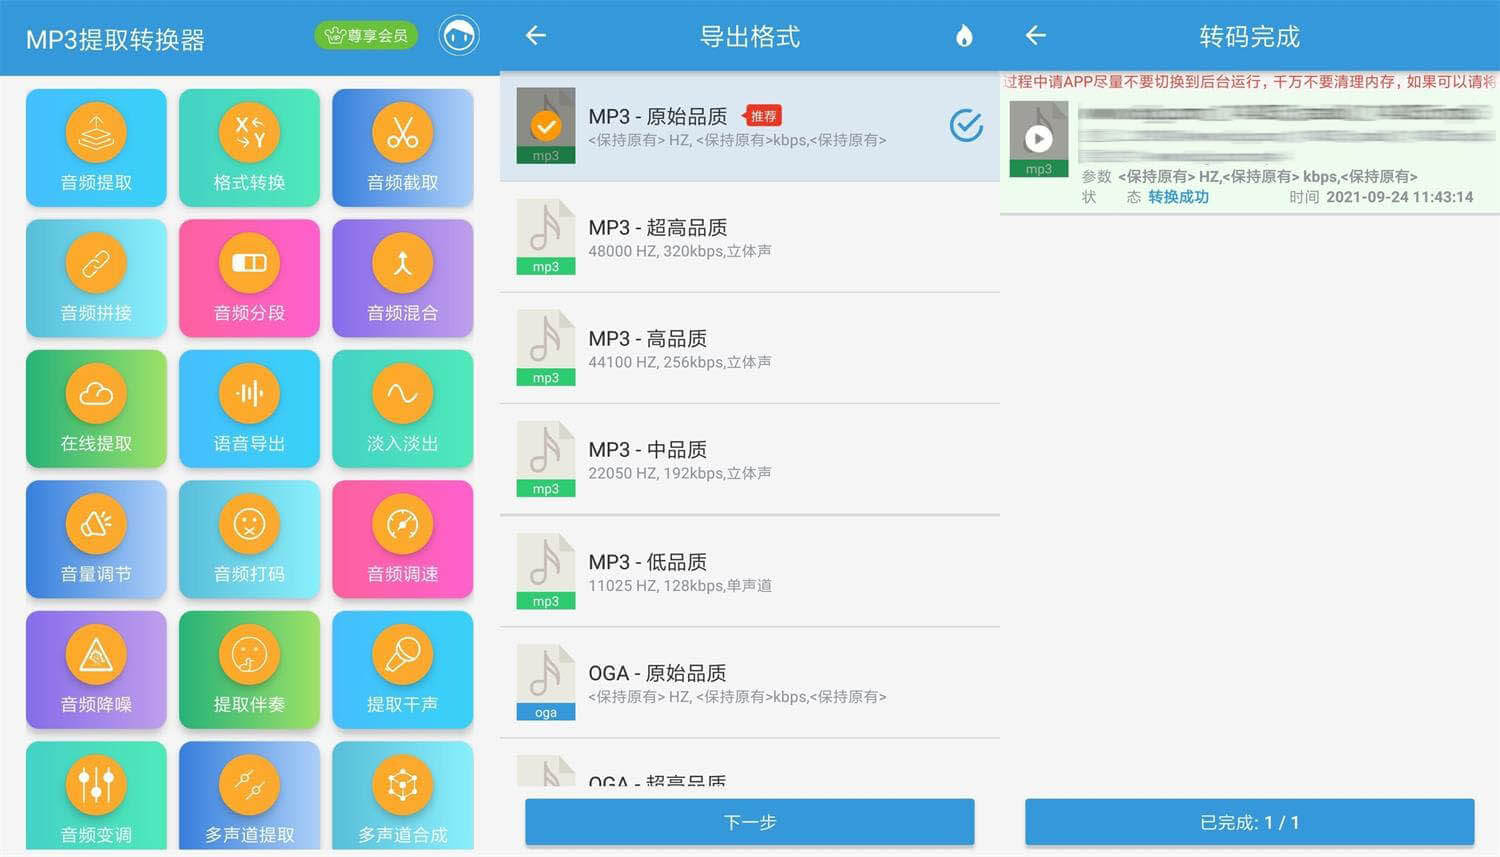 MP3提取转换器
VIP尊享会员
音频提取
格式转换
音频截取
音频拼接
音频分段
音频混合
在线提取
语音导出
淡入淡出
音量调节
音频打码
音频调速
音频降噪
提取伴奏
提取干声
音频变调
多声道提取
多声道合成
导出格式
mp3
MP3 - 原始品质 推荐
<保持原有> HZ, <保持原有>kbps,<保持原有>
mp3
MP3 - 超高品质
48000 HZ, 320kbps,立体声
mp3
MP3 - 高品质
44100 HZ, 256kbps,立体声
mp3
MP3 - 中品质
22050 HZ, 192kbps,立体声
mp3
MP3 - 低品质
11025 HZ, 128kbps,单声道
mp3
OGA - 原始品质
<保持原有> HZ, <保持原有>kbps,<保持原有>
oga
OGA - 超高品质
下一步
转码完成
过程中请APP尽量不要切换到后台运行，千万不要清理内存，如果可以请将
mp3
参数 <保持原有> HZ,<保持原有> kbps,<保持原有>
状 态 转换成功 时间 2021-09-24 11:43:14
已完成: 1 / 1